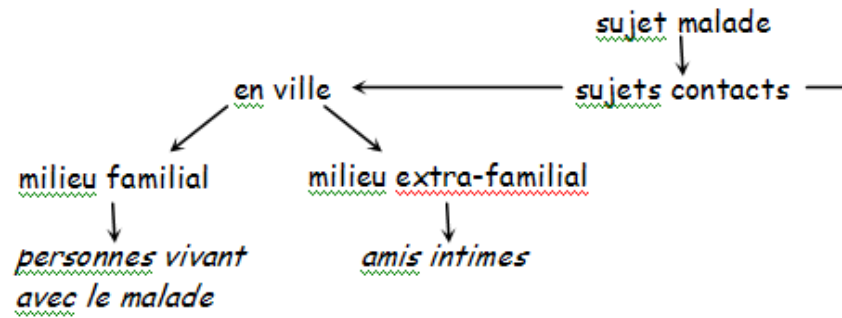 sujet malade
en ville
sujets contacts
milieu familial
milieu extra-familial
personnes vivant
avec le malade
amis intimes